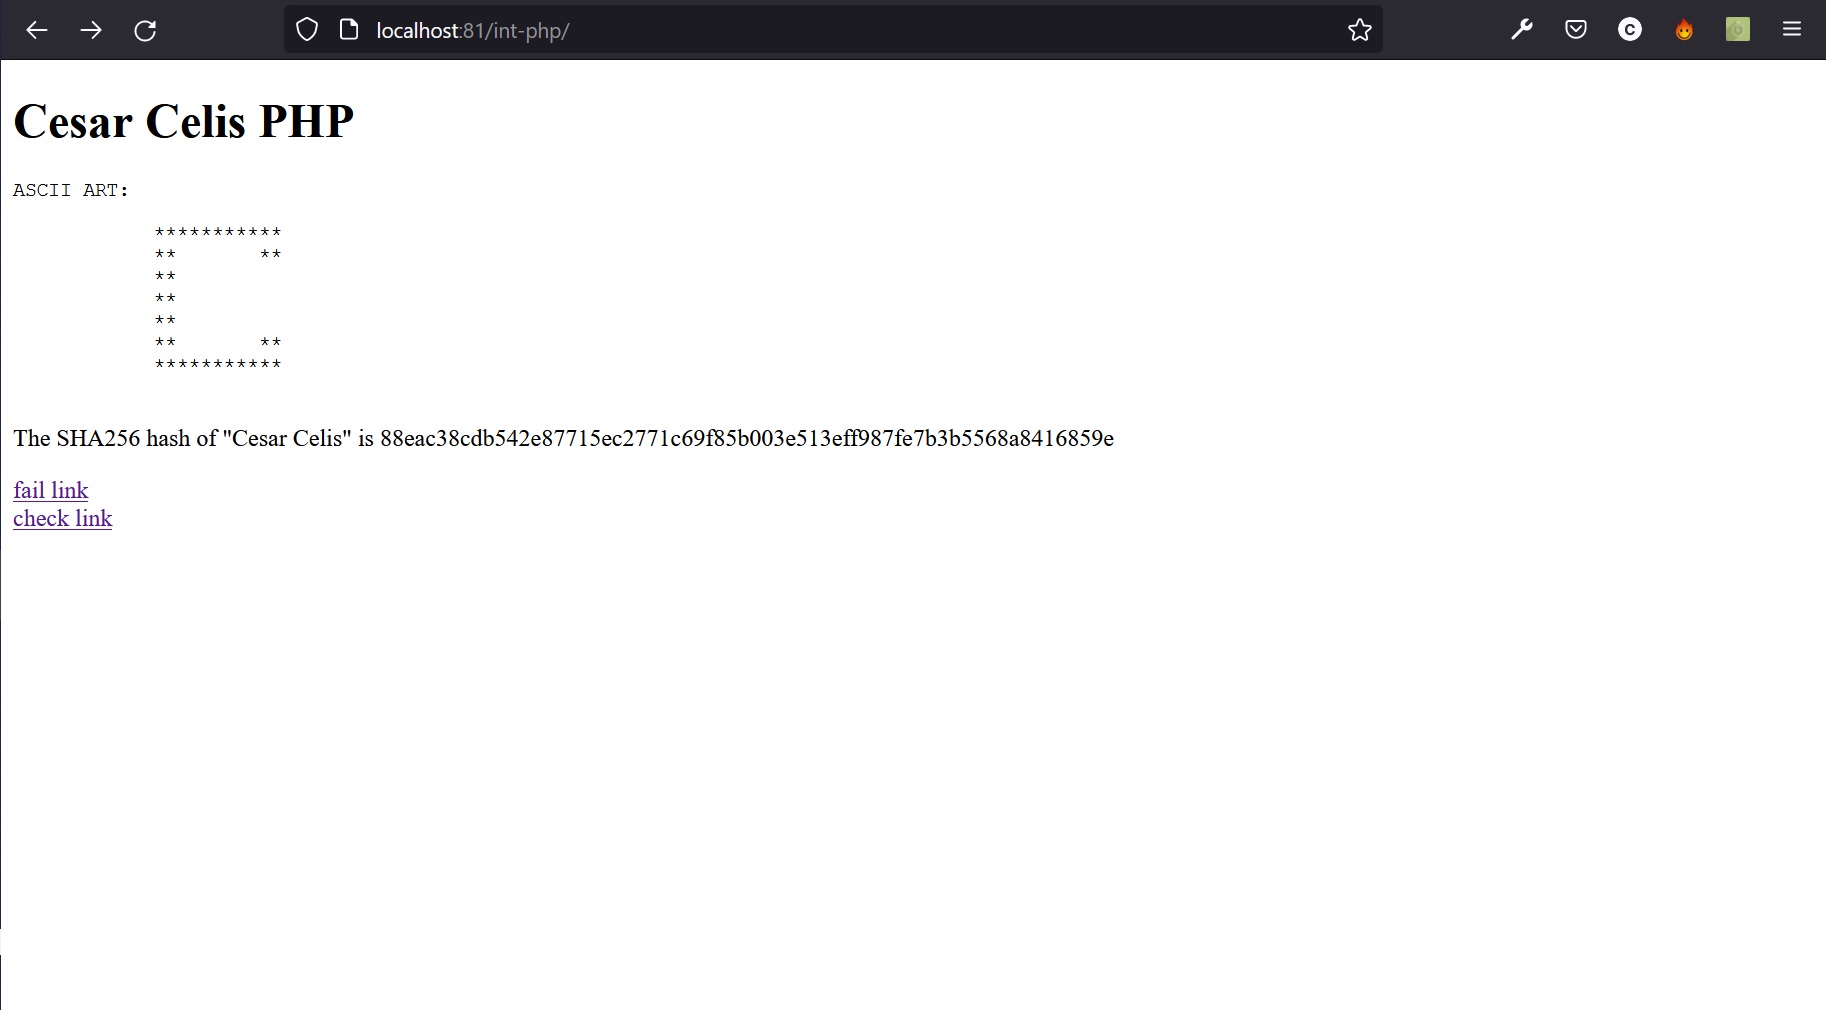 localhost:81/int-php/
C
Cesar Celis PHP
ASCII ART:
***********
**       **
**
**
**
**       **
***********
The SHA256 hash of "Cesar Celis" is 88eac38cdb542e87715ec2771c69f85b003e513eff987fe7b3b5568a8416859e
fail link
check link